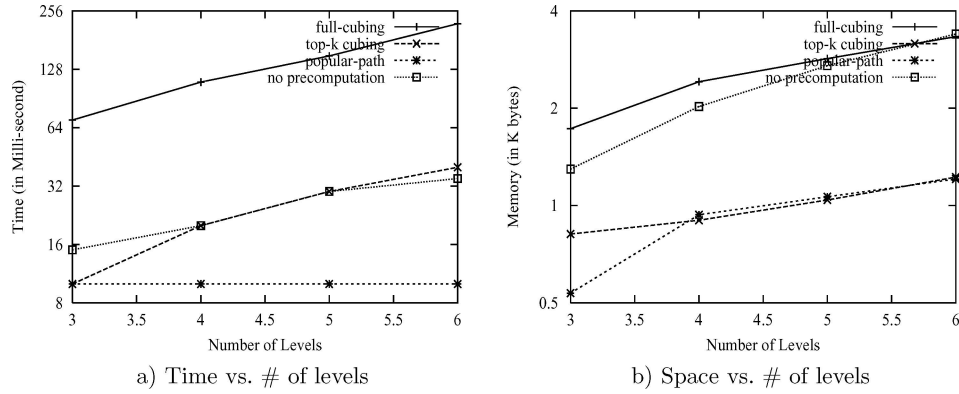 256
128
64
32
16
8
Time (in Milli-second)
full-cubing
top-k cubing
popular-path
no precomputation
3 3.5 4 4.5 5 5.5 6
Number of Levels
a) Time vs. # of levels
4
2
1
0.5
Memory (in K bytes)
full-cubing
top-k cubing
popular-path
no precomputation
3 3.5 4 4.5 5 5.5 6
Number of Levels
b) Space vs. # of levels